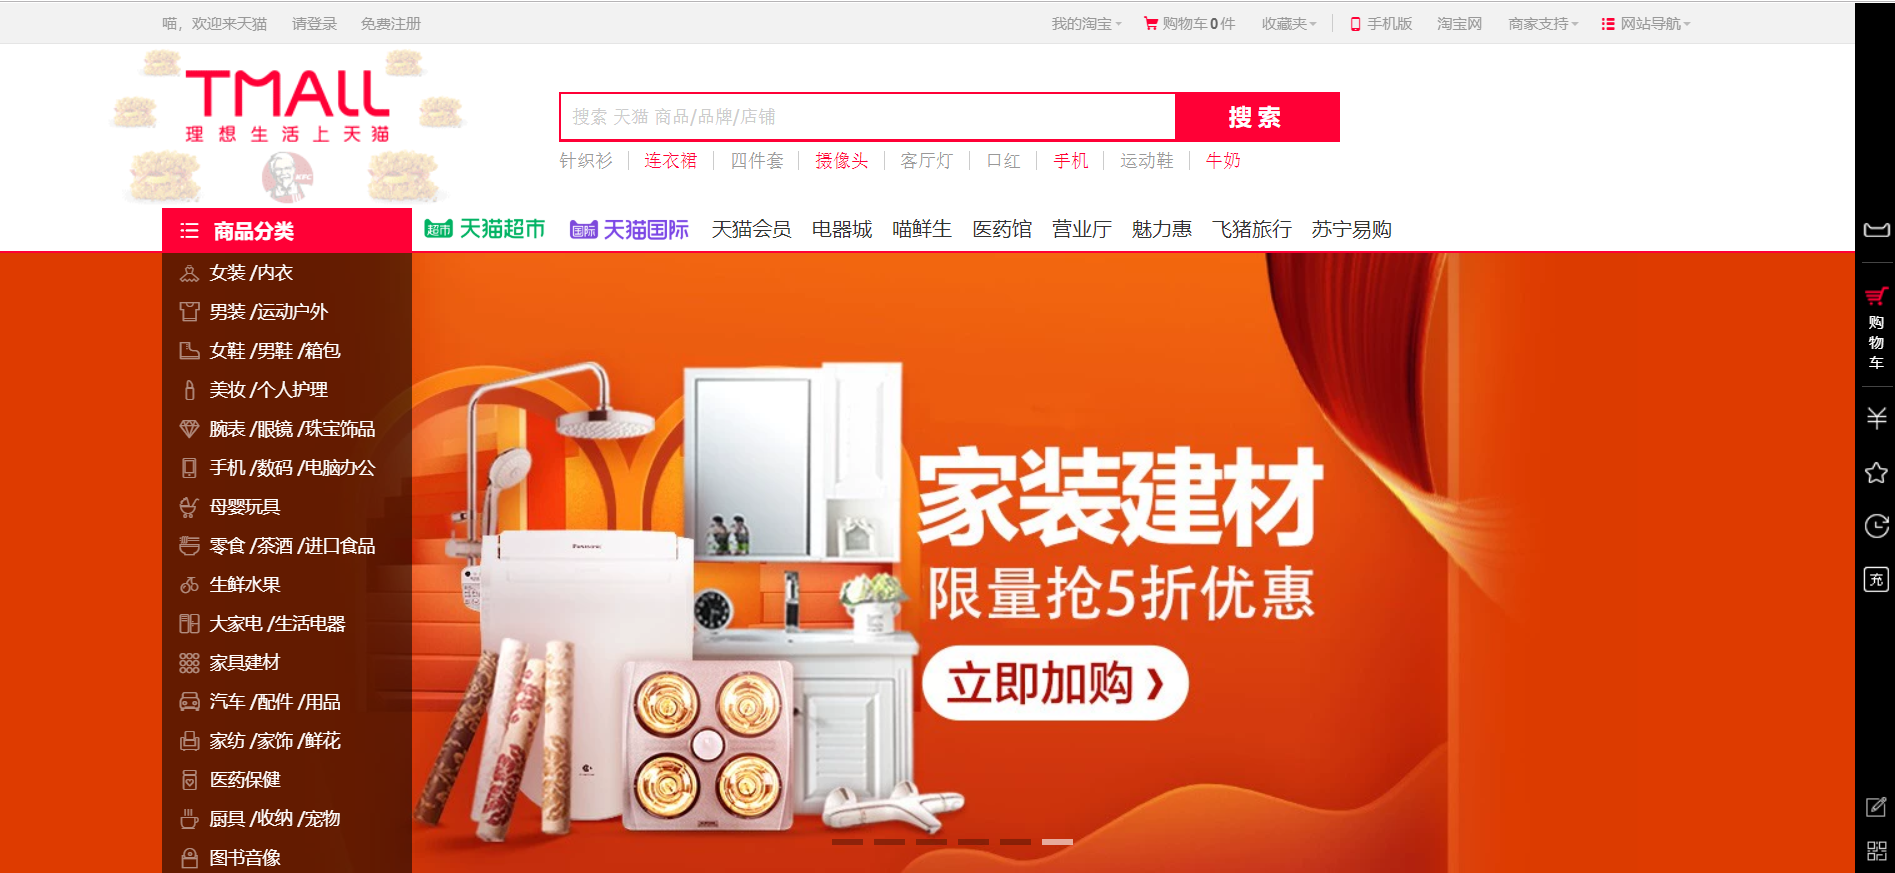 喵，欢迎来天猫 请登录 免费注册 我的淘宝 购物车0件 收藏夹 手机版 淘宝网 商家支持 网站导航
TMALL
理想生活上天猫
KFC
搜索 天猫 商品/品牌/店铺 搜索
针织衫 连衣裙 四件套 摄像头 客厅灯 口红 手机 运动鞋 牛奶
商品分类 超市 天猫超市 国际 天猫国际 天猫会员 电器城 喵鲜生 医药馆 营业厅 魅力惠 飞猪旅行 苏宁易购
女装 /内衣
男装 /运动户外
女鞋 /男鞋 /箱包
美妆 /个人护理
腕表 /眼镜 /珠宝饰品
手机 /数码 /电脑办公
母婴玩具
零食 /茶酒 /进口食品
生鲜水果
大家电 /生活电器
家具建材
汽车 /配件 /用品
家纺 /家饰 /鲜花
医药保健
厨具 /收纳 /宠物
图书音像
家装建材
限量抢5折优惠
立即加购 ❯
购物车
充